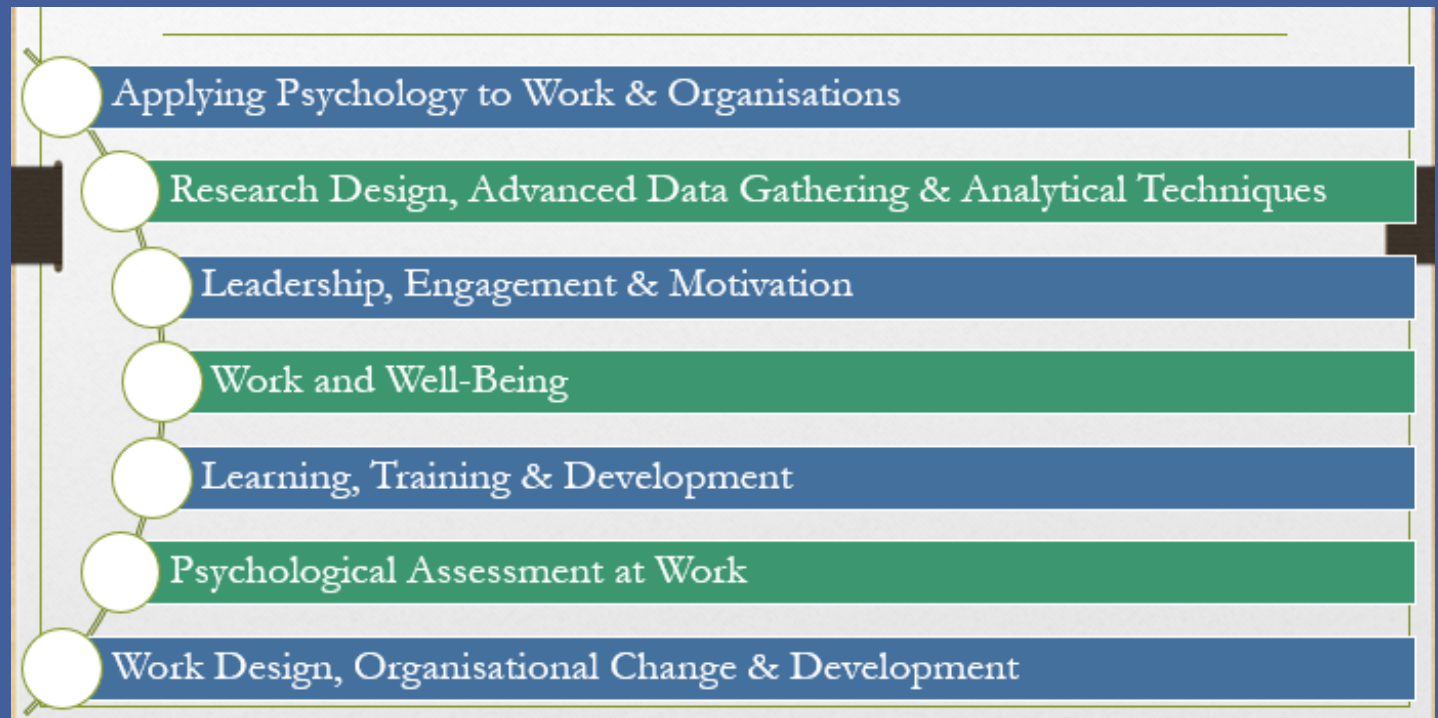 Applying Psychology to Work & Organisations
Research Design, Advanced Data Gathering & Analytical Techniques
Leadership, Engagement & Motivation
Work and Well-Being
Learning, Training & Development
Psychological Assessment at Work
Work Design, Organisational Change & Development